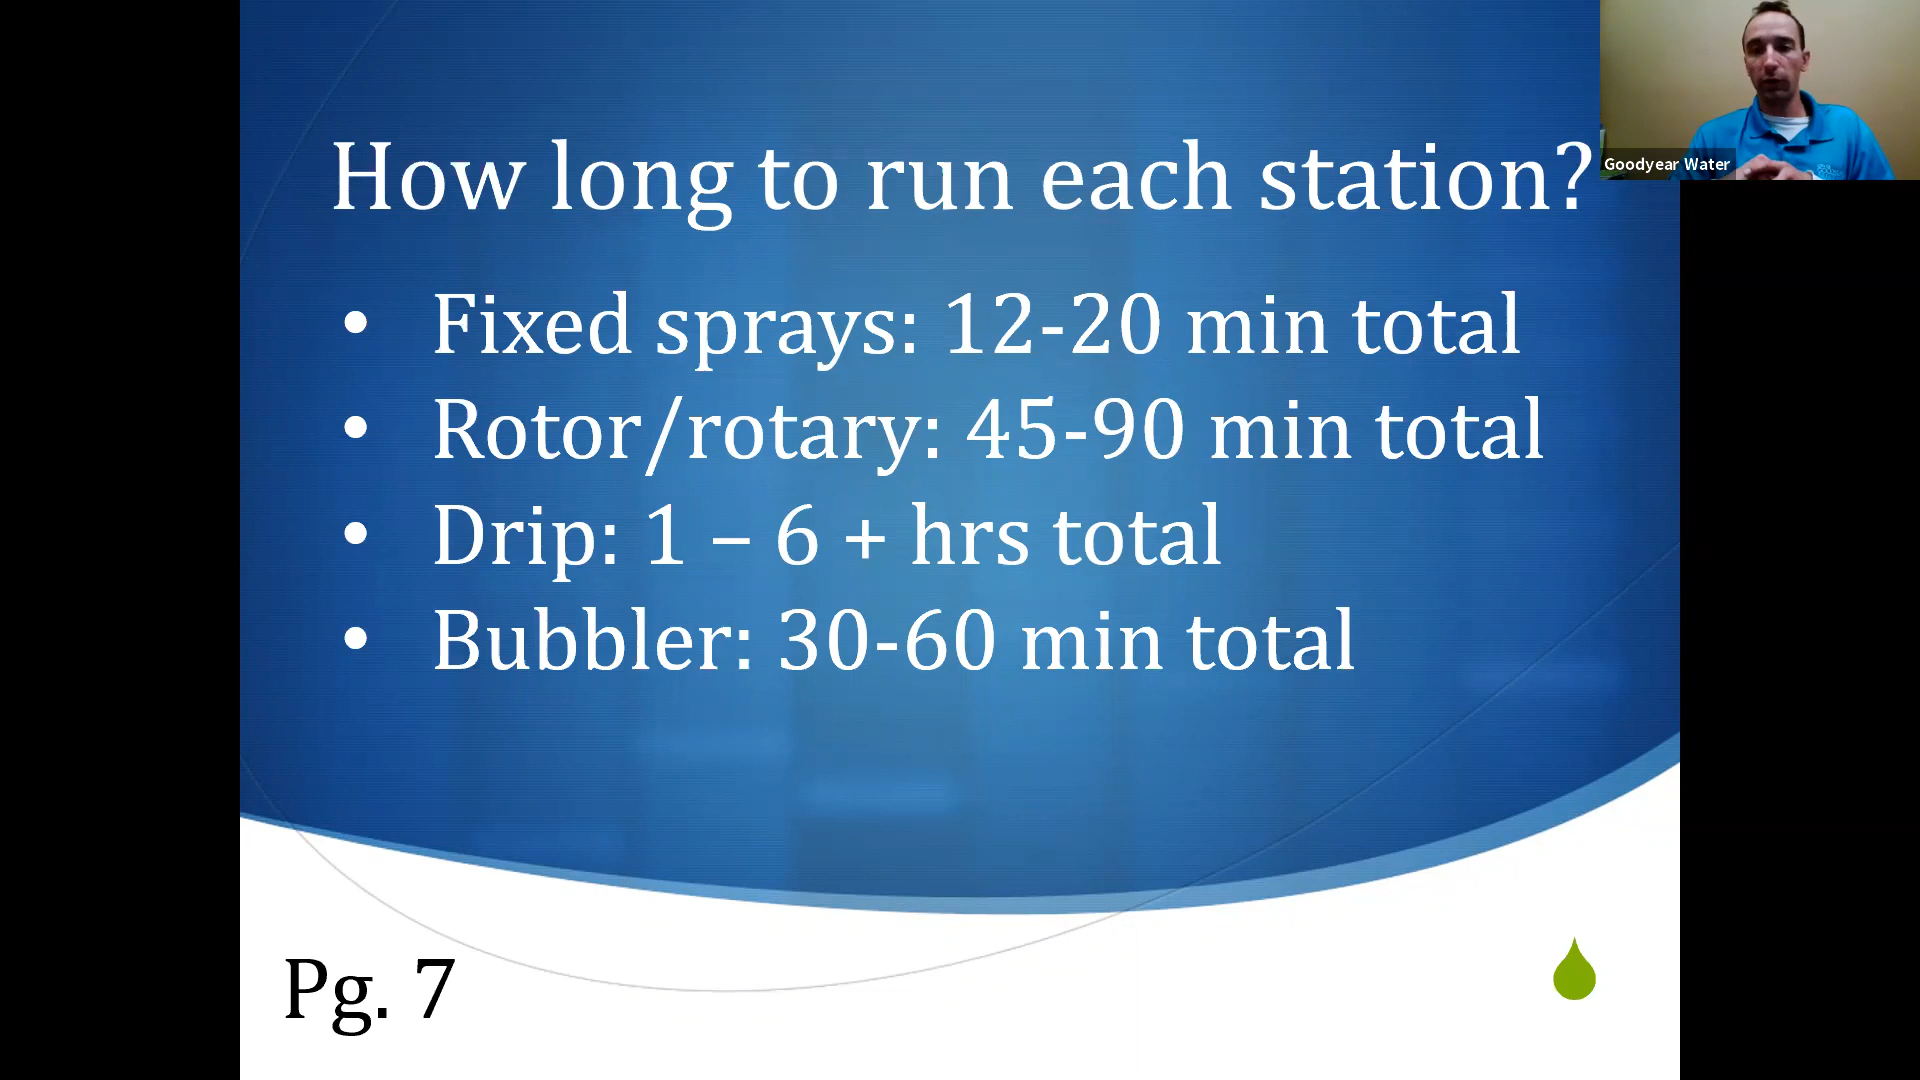 How long to run each station?
Goodyear Water
• Fixed sprays: 12-20 min total
• Rotor/rotary: 45-90 min total
• Drip: 1 – 6 + hrs total
• Bubbler: 30-60 min total
Pg. 7